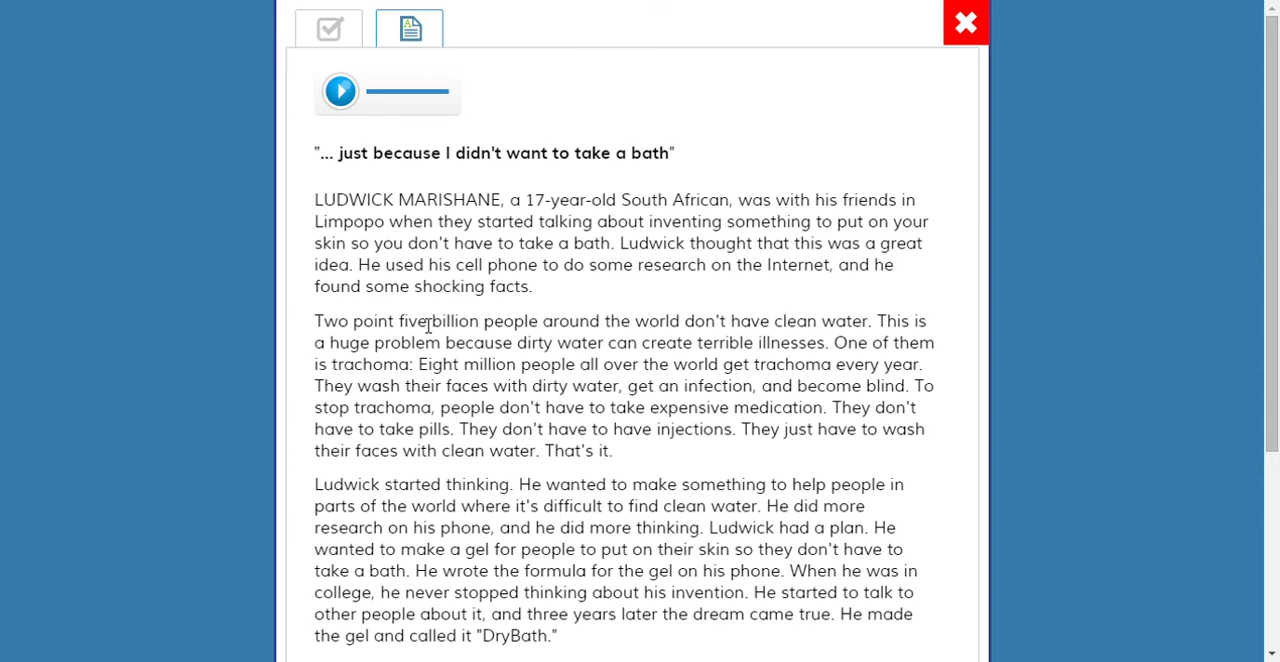 "... just because I didn't want to take a bath"
LUDWICK MARISHANE, a 17-year-old South African, was with his friends in
Limpopo when they started talking about inventing something to put on your
skin so you don't have to take a bath. Ludwick thought that this was a great
idea. He used his cell phone to do some research on the Internet, and he
found some shocking facts.
Two point five billion people around the world don't have clean water. This is
a huge problem because dirty water can create terrible illnesses. One of them
is trachoma: Eight million people all over the world get trachoma every year.
They wash their faces with dirty water, get an infection, and become blind. To
stop trachoma, people don't have to take expensive medication. They don't
have to take pills. They don't have to have injections. They just have to wash
their faces with clean water. That's it.
Ludwick started thinking. He wanted to make something to help people in
parts of the world where it's difficult to find clean water. He did more
research on his phone, and he did more thinking. Ludwick had a plan. He
wanted to make a gel for people to put on their skin so they don't have to
take a bath. He wrote the formula for the gel on his phone. When he was in
college, he never stopped thinking about his invention. He started to talk to
other people about it, and three years later the dream came true. He made
the gel and called it "DryBath."